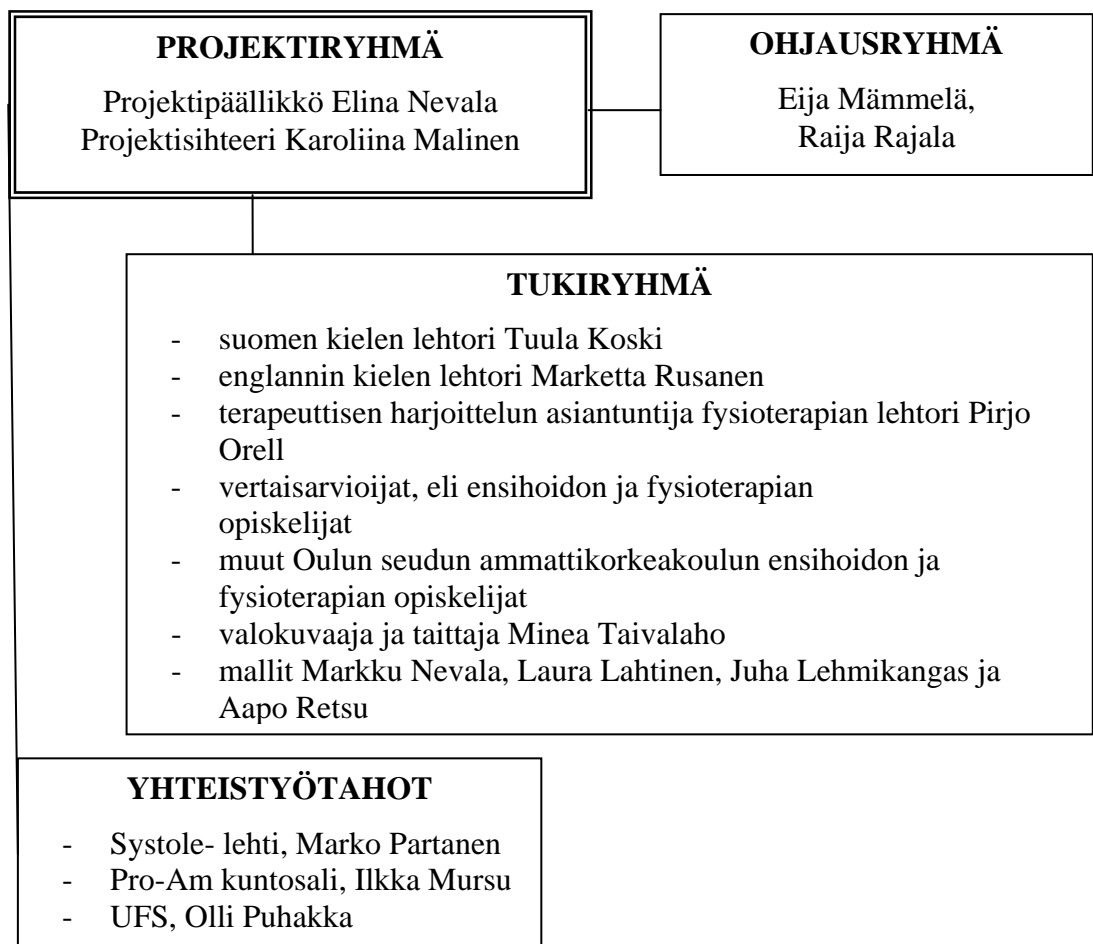 PROJEKTIRYHMÄ
Projektipäällikkö Elina Nevala
Projektisihteeri Karoliina Malinen
OHJAUSRYHMÄ
Eija Mämmelä,
Raija Rajala
TUKIRYHMÄ
- suomen kielen lehtori Tuula Koski
- englannin kielen lehtori Marketta Rusanen
- terapeuttisen harjoittelun asiantuntija fysioterapian lehtori Pirjo
Orell
- vertaisarvioijat, eli ensihoidon ja fysioterapian
opiskelijat
- muut Oulun seudun ammattikorkeakoulun ensihoidon ja
fysioterapian opiskelijat
- valokuvaaja ja taittaja Minea Taivalaho
- mallit Markku Nevala, Laura Lahtinen, Juha Lehmikangas ja
Aapo Retsu
YHTEISTYÖTAHOT
- Systole- lehti, Marko Partanen
- Pro-Am kuntosali, Ilkka Mursu
- UFS, Olli Puhakka